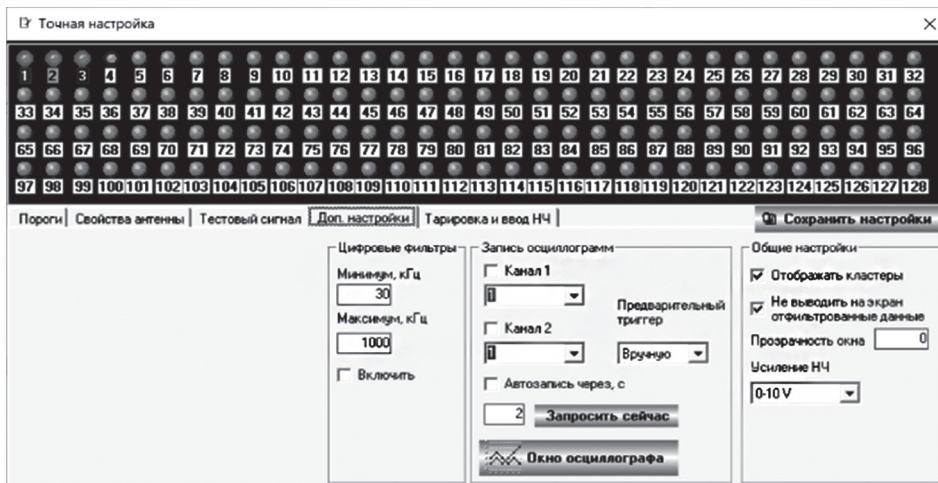 Точная настройка
1 2 3 4 5 6 7 8 9 10 11 12 13 14 15 16 17 18 19 20 21 22 23 24 25 26 27 28 29 30 31 32
33 34 35 36 37 38 39 40 41 42 43 44 45 46 47 48 49 50 51 52 53 54 55 56 57 58 59 60 61 62 63 64
65 66 67 68 69 70 71 72 73 74 75 76 77 78 79 80 81 82 83 84 85 86 87 88 89 90 91 92 93 94 95 96
97 98 99 100 101 102 103 104 105 106 107 108 109 110 111 112 113 114 115 116 117 118 119 120 121 122 123 124 125 126 127 128
Пороги Свойства антенны Тестовый сигнал Доп. настройки Тарировка и ввод НЧ Сохранить настройки
Цифровые фильтры
Минимум, кГц
30
Максимум, кГц
1000
Включить
Запись осциллограмм
Канал 1
1
Канал 2
1
Предварительный
триггер
Вручную
Автозапись через, с
2 Запросить сейчас
Окно осциллографа
Общие настройки
Отображать кластеры
Не выводить на экран
отфильтрованные данные
Прозрачность окна 0
Усиление НЧ
0-10 V